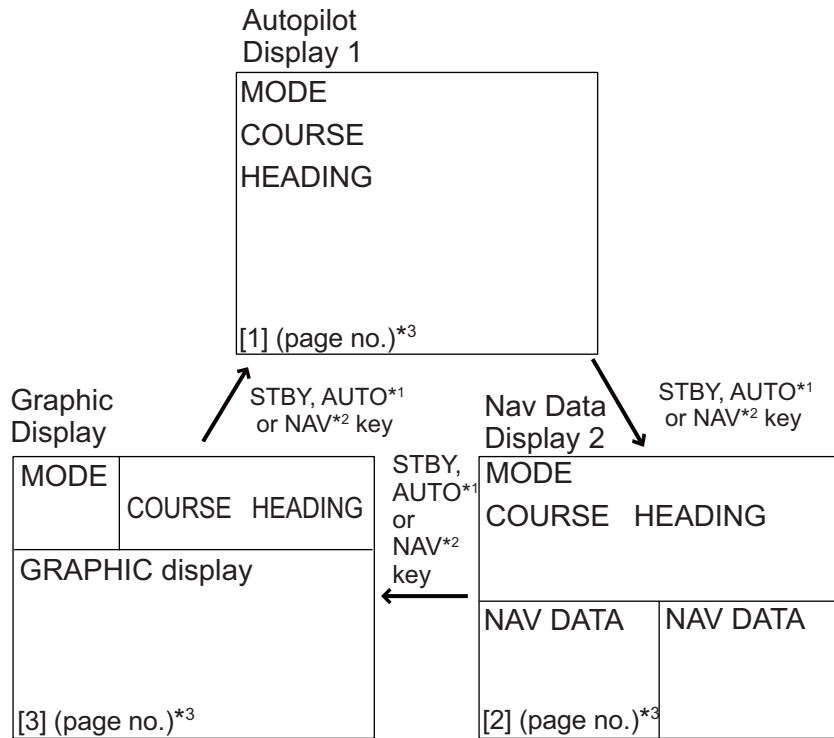 Autopilot
Display 1
MODE
COURSE
HEADING
[1] (page no.)*3
STBY, AUTO*1
or NAV*2 key
Nav Data
Display 2
MODE
COURSE HEADING
NAV DATA
NAV DATA
[2] (page no.)*3
STBY,
AUTO*1
or
NAV*2
key
Graphic
Display
MODE
COURSE HEADING
GRAPHIC display
[3] (page no.)*3
STBY, AUTO*1
or NAV*2 key